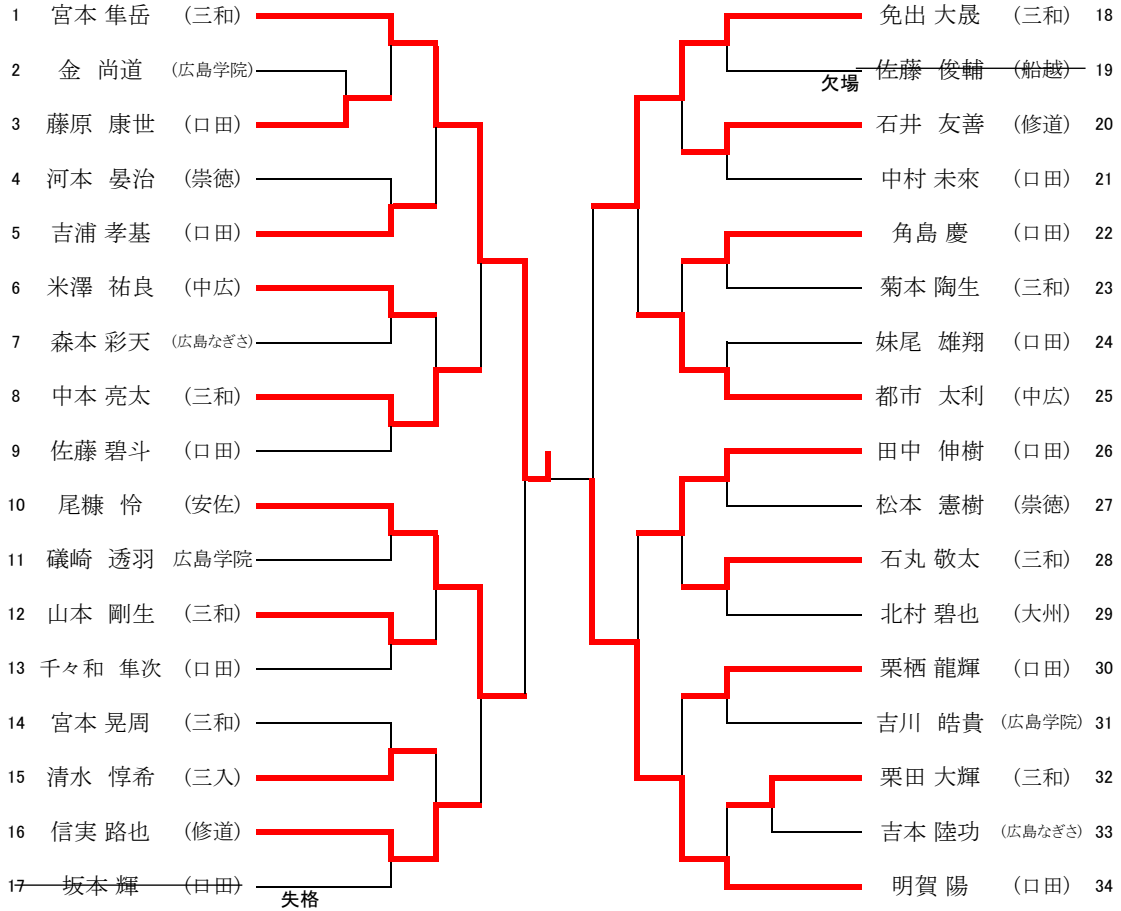 1 宮本 隼岳 (三和)
2 金 尚道 (広島学院)
3 藤原 康世 (口田)
4 河本 晏治 (崇徳)
5 吉浦 孝基 (口田)
6 米澤 祐良 (中広)
7 森本 彩天 (広島なぎさ)
8 中本 亮太 (三和)
9 佐藤 碧斗 (口田)
10 尾糠 怜 (安佐)
11 礒崎 透羽 広島学院
12 山本 剛生 (三和)
13 千々和 隼次 (口田)
14 宮本 晃周 (三和)
15 清水 惇希 (三入)
16 信実 路也 (修道)
17 坂本 輝 (口田)
失格
免出 大晟 (三和) 18
佐藤 俊輔 (船越) 19
欠場
石井 友善 (修道) 20
中村 未來 (口田) 21
角島 慶 (口田) 22
菊本 陶生 (三和) 23
妹尾 雄翔 (口田) 24
都市 太利 (中広) 25
田中 伸樹 (口田) 26
松本 憲樹 (崇徳) 27
石丸 敬太 (三和) 28
北村 碧也 (大州) 29
栗栖 龍輝 (口田) 30
吉川 皓貴 (広島学院) 31
栗田 大輝 (三和) 32
吉本 陸功 (広島なぎさ) 33
明賀 陽 (口田) 34